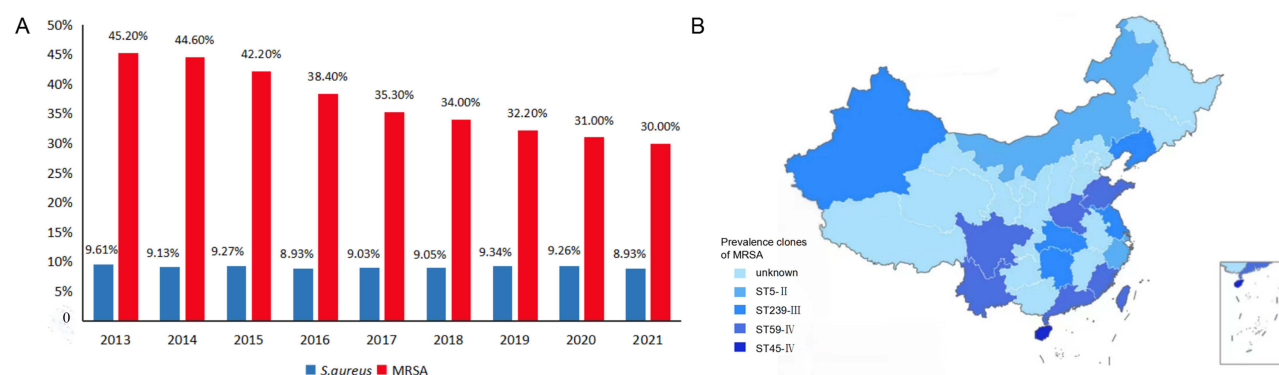 A
50%
45%
40%
35%
30%
25%
20%
15%
10%
5%
0
45.20%
44.60%
42.20%
38.40%
35.30%
34.00%
32.20%
31.00%
30.00%
9.61%
9.13%
9.27%
8.93%
9.03%
9.05%
9.34%
9.26%
8.93%
2013 2014 2015 2016 2017 2018 2019 2020 2021
S.aureus MRSA
B
Prevalence clones
of MRSA
unknown
ST5-Ⅱ
ST239-Ⅲ
ST59-Ⅳ
ST45-Ⅳ